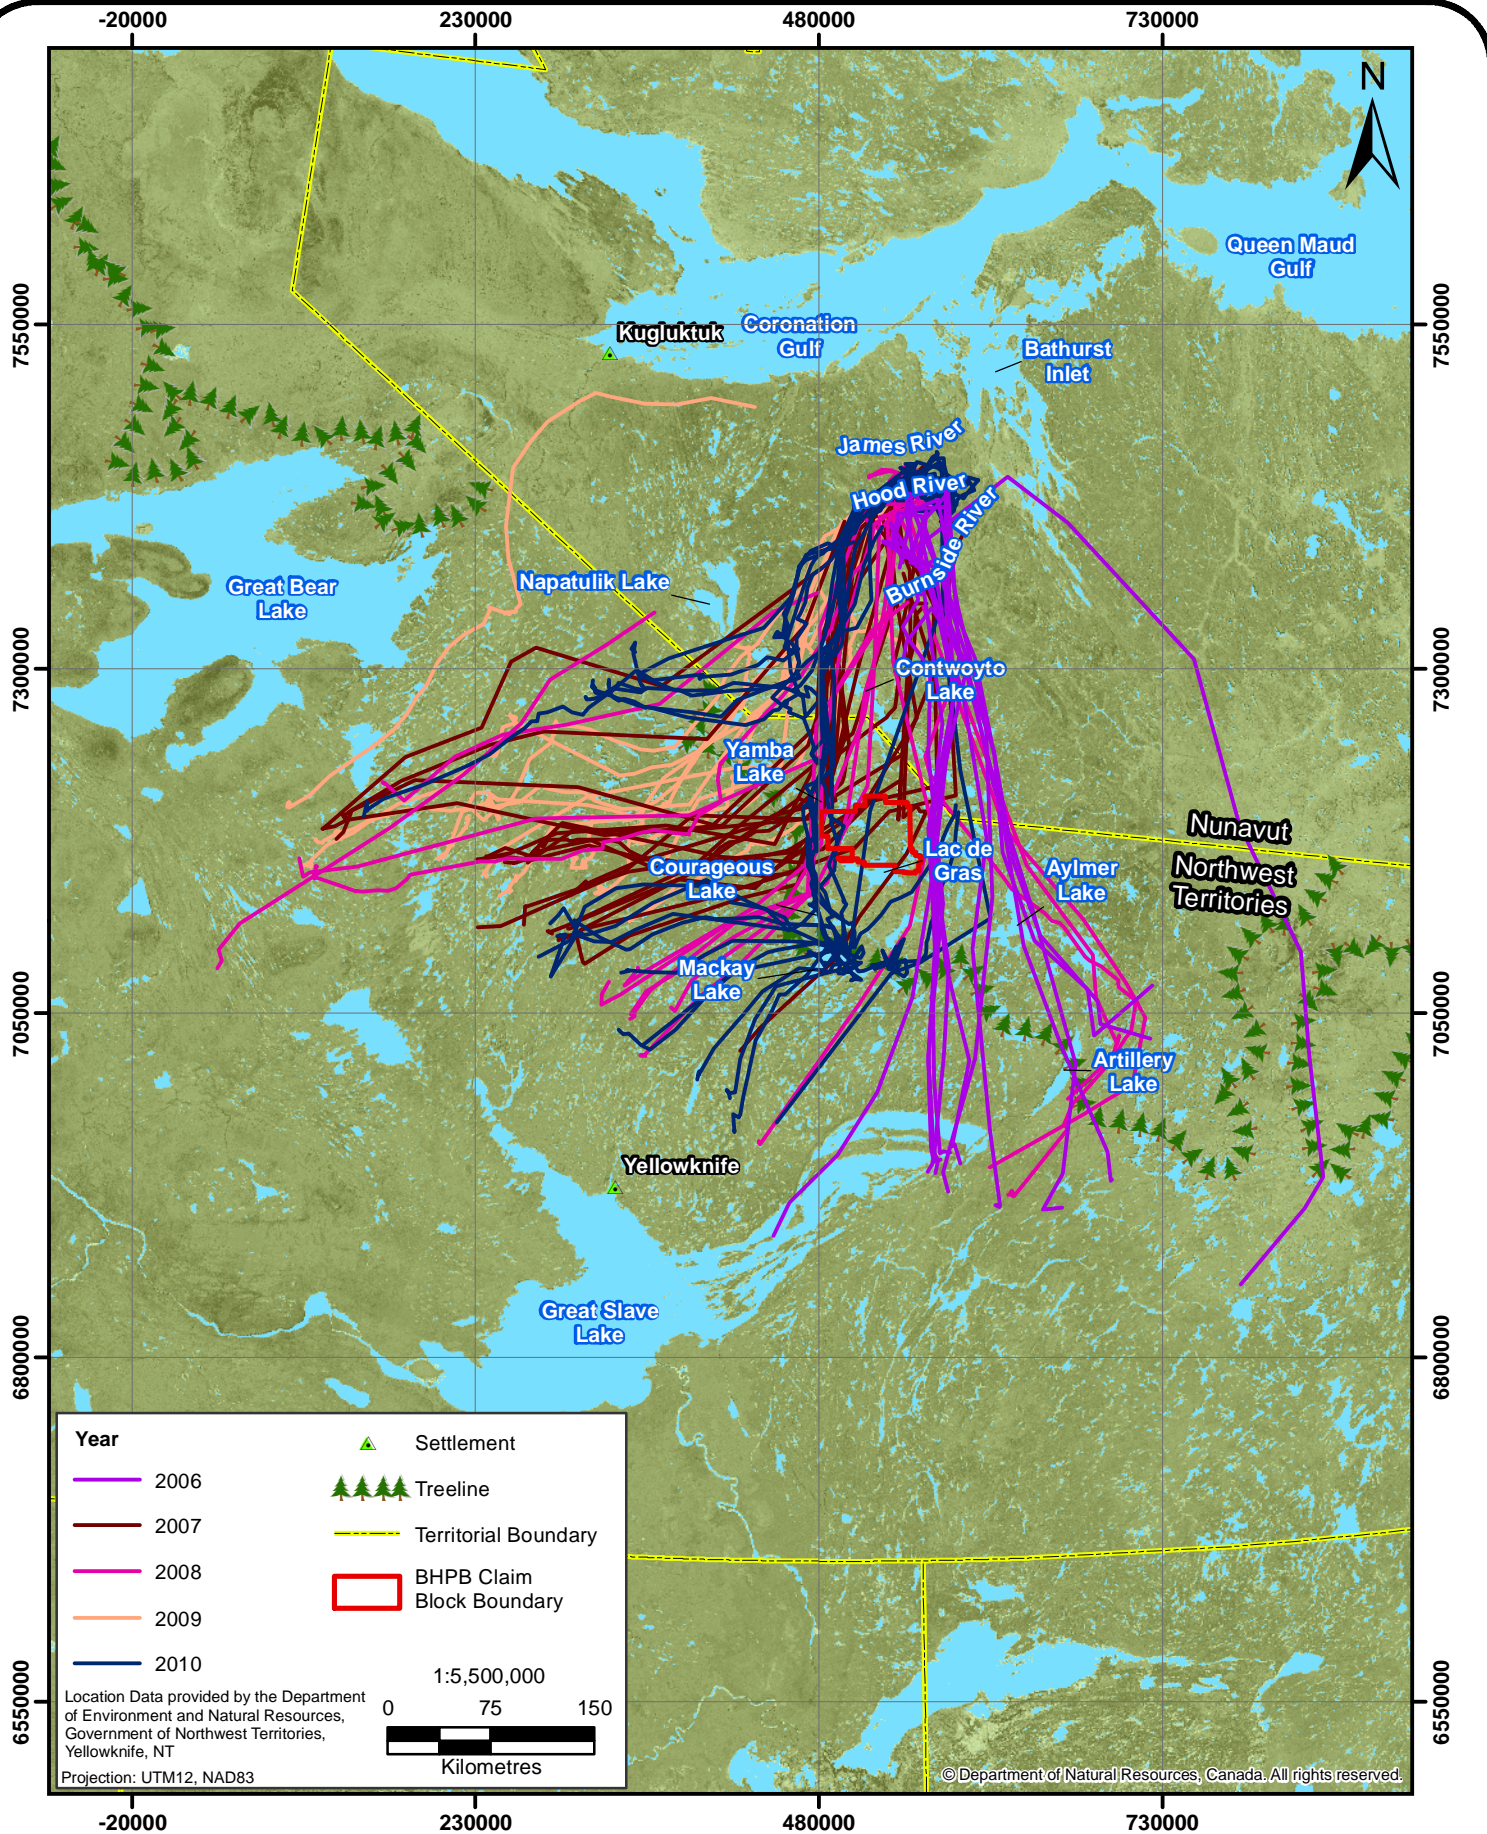 -20000
230000
480000
730000
N
Queen Maud
Gulf
7550000
7550000
Kugluktuk
Coronation
Gulf
Bathurst
Inlet
James River
Hood River
Burnside River
Napatulik Lake
Great Bear
Lake
7300000
7300000
Contwoyto
Lake
Yamba
Lake
Nunavut
Northwest
Territories
Courageous
Lake
Lac de
Gras
Aylmer
Lake
Mackay
Lake
7050000
7050000
Artillery
Lake
Yellowknife
Great Slave
Lake
6800000
6800000
Year
2006
2007
2008
2009
2010
Settlement
Treeline
Territorial Boundary
BHPB Claim
Block Boundary
1:5,500,000
0 75 150
Kilometres
Location Data provided by the Department
of Environment and Natural Resources,
Government of Northwest Territories,
Yellowknife, NT
Projection: UTM12, NAD83
6550000
6550000
© Department of Natural Resources, Canada. All rights reserved.
-20000
230000
480000
730000